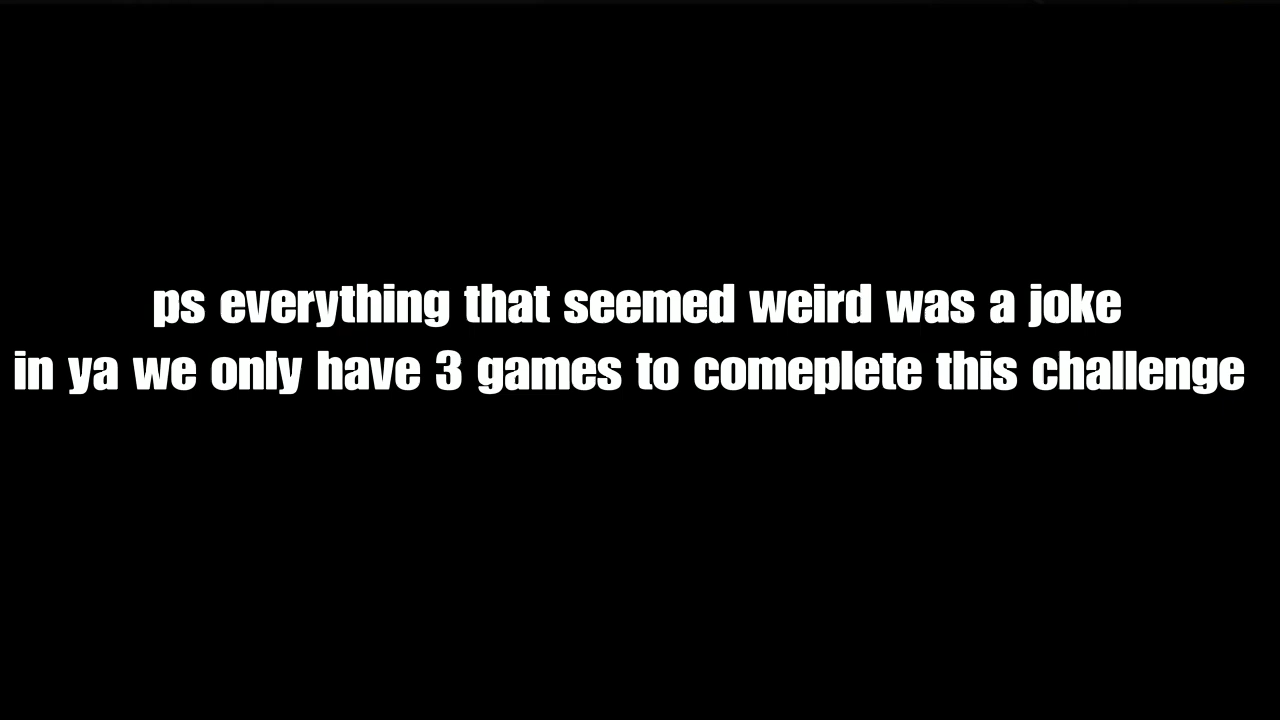 ps everything that seemed weird was a joke
in ya we only have 3 games to comeplete this challenge